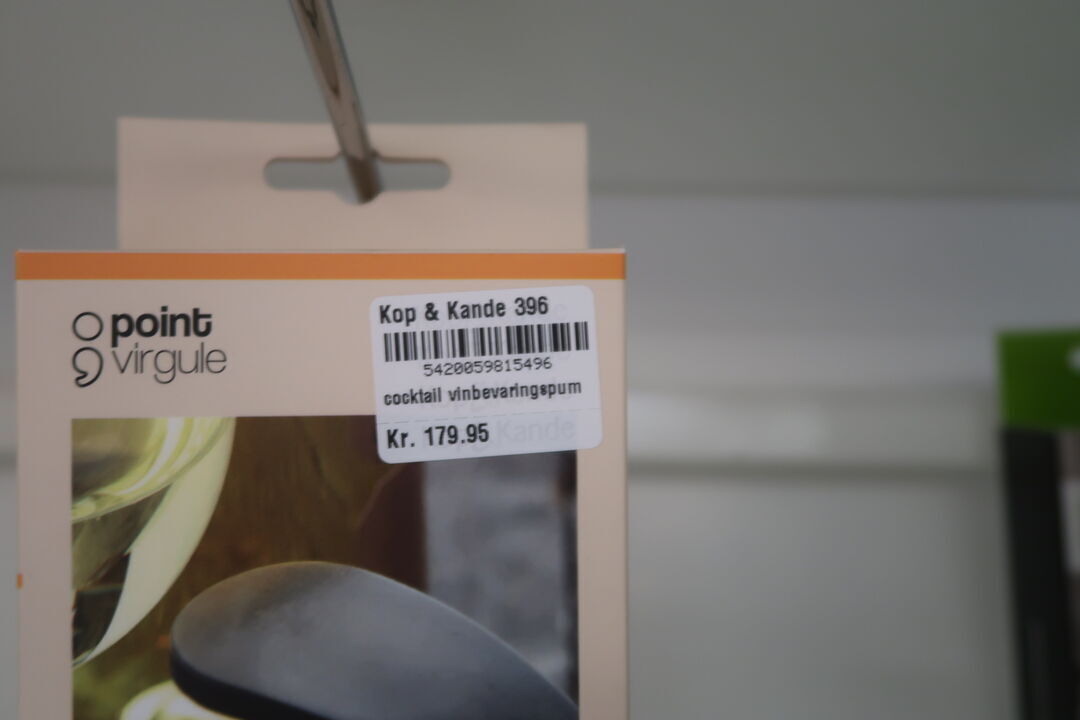 point
virgule
Kop & Kande 396
5420059815496
cocktail vinbevaringspum
Kr. 179.95